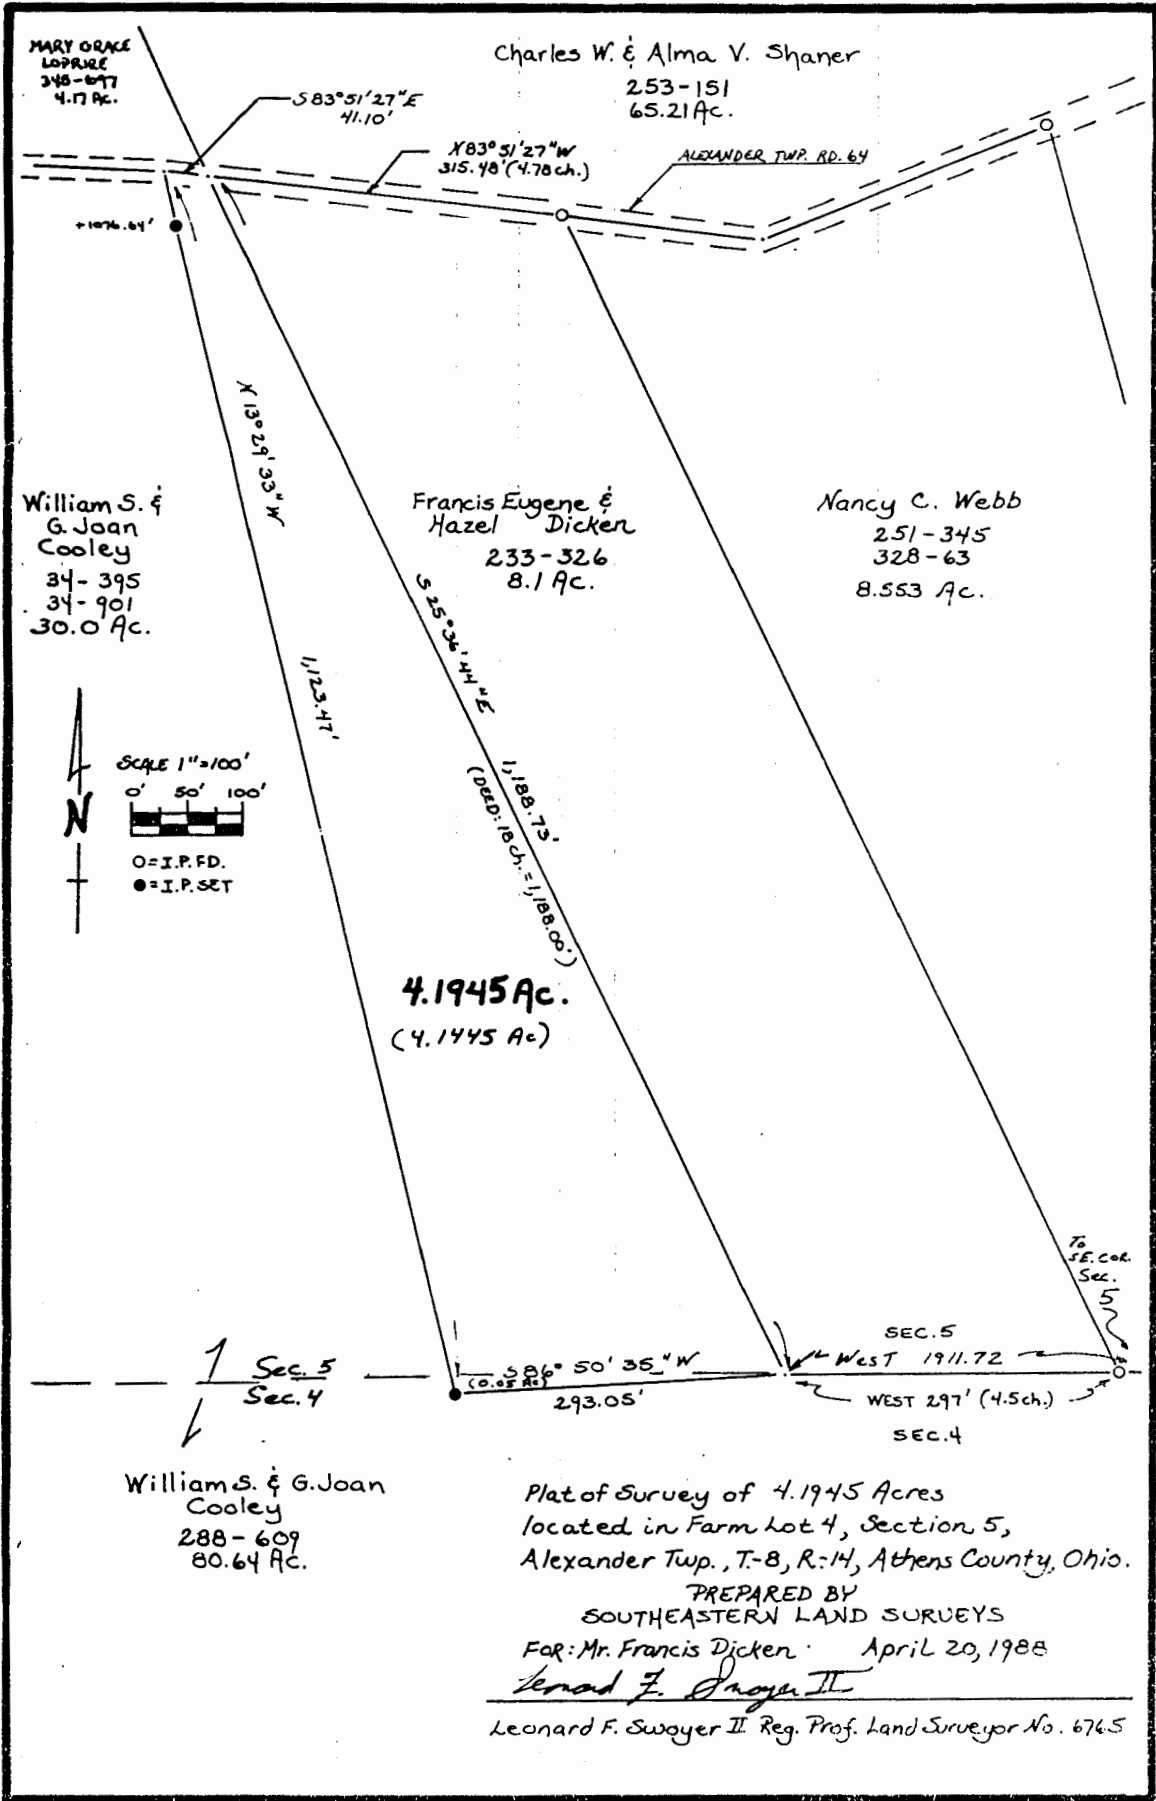 MARY GRACE
LOPRIRE
4.17 Ac.
Charles W. & Alma V. Shaner
253-151
65.21 Ac.
S 83° 51' 27" E
41.10'
N 83° 51' 27" W
315.48' (4.78 ch.)
ALEXANDER TWP. RD. 64
+1076.64'
N 13° 29' 33" W
1,123.47'
William S. &
G. Joan
Cooley
34-395
34-901
30.0 Ac.
Francis Eugene &
Hazel Dicken
233-326
8.1 Ac.
S 25° 36' 44" E
1,188.73'
(DEED: 18 ch. = 1,188.00')
Nancy C. Webb
251-345
328-63
8.553 Ac.
SCALE 1"=100'
0' 50' 100'
N
O = I.P. FD.
● = I.P. SET
4.1945 Ac.
(4.1445 Ac)
To
S.E. COR.
Sec.
5
SEC. 5
WEST 1911.72
Sec. 5
Sec. 4
S 86° 50' 35" W
(0.05 Ac)
293.05'
WEST 297' (4.5 ch.)
SEC. 4
William S. & G. Joan
Cooley
288-609
80.64 Ac.
Plat of Survey of 4.1945 Acres
located in Farm Lot 4, Section 5,
Alexander Twp., T-8, R-14, Athens County, Ohio.
PREPARED BY
SOUTHEASTERN LAND SURVEYS
FOR: Mr. Francis Dicken April 20, 1988
Leonard F. Swoyer II
Leonard F. Swoyer II Reg. Prof. Land Surveyor No. 6765